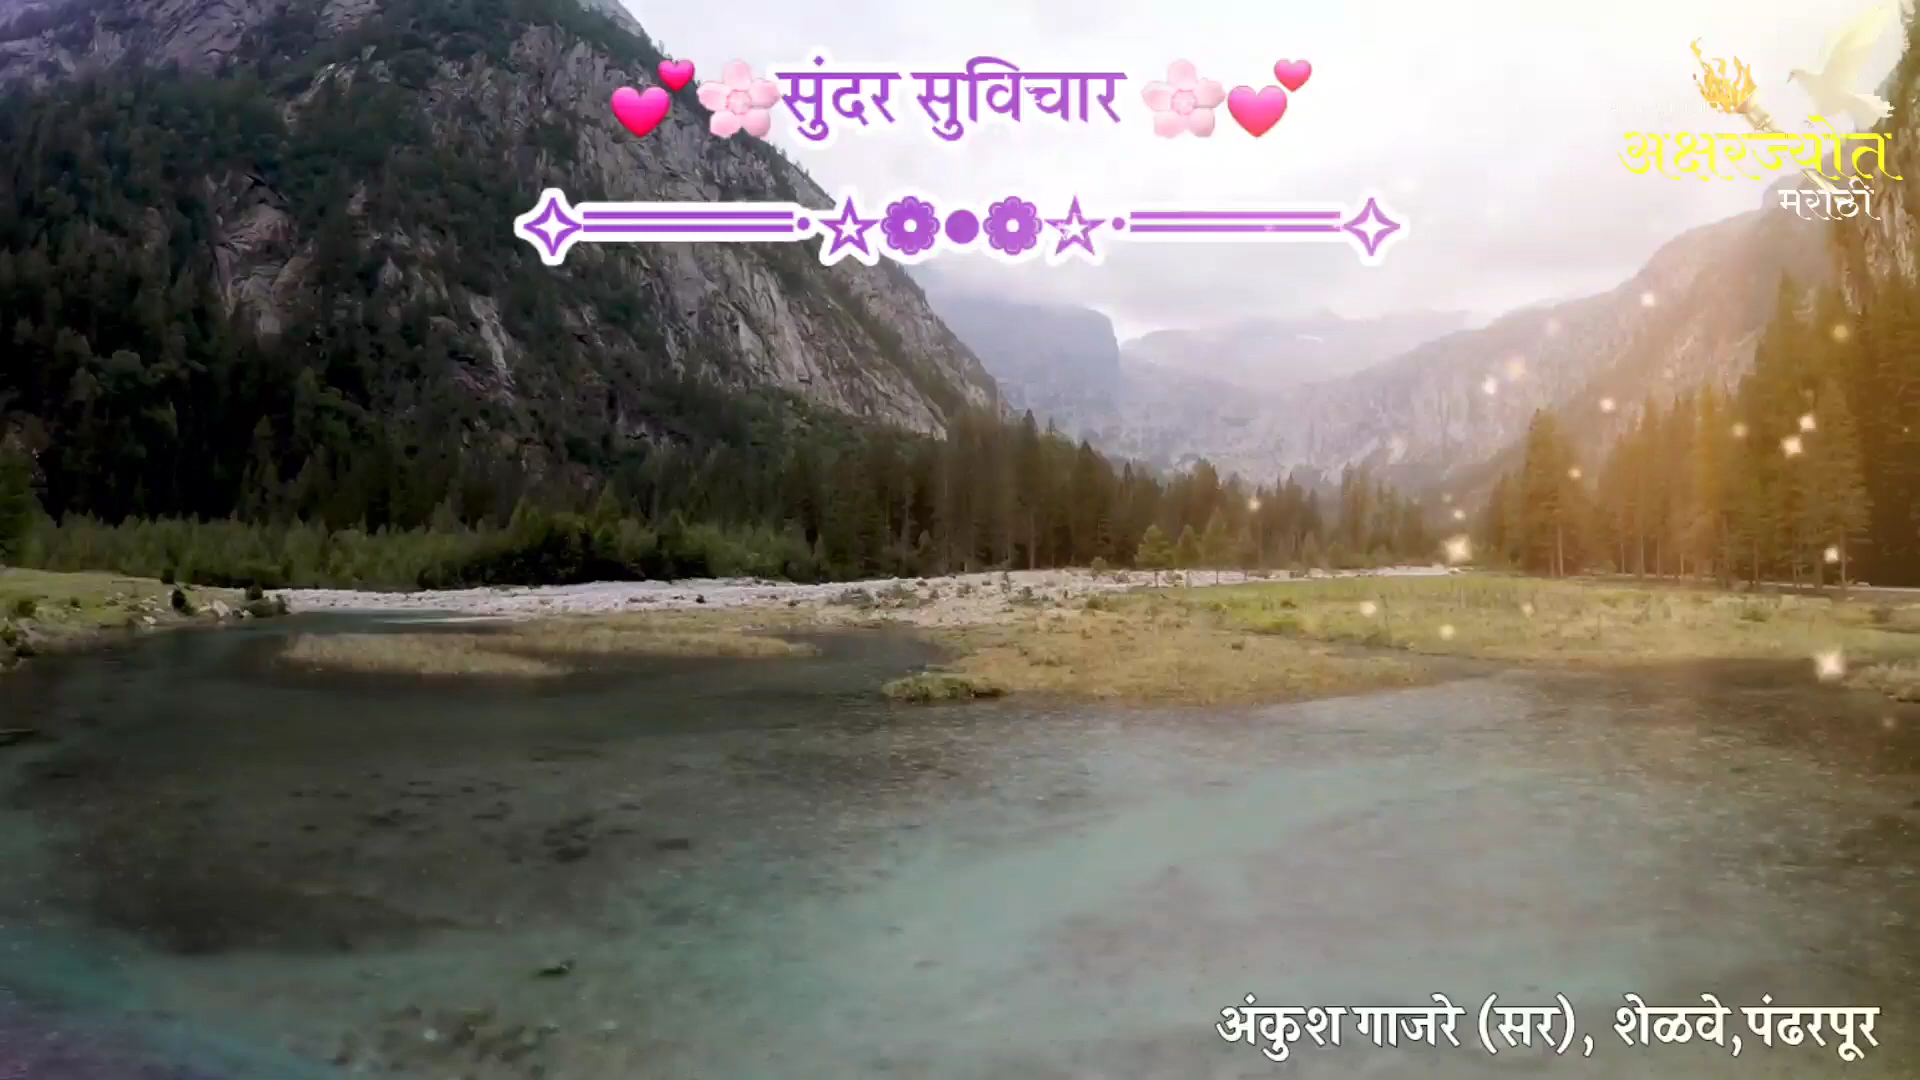 💕🌸सुंदर सुविचार 🌸💕
अक्षरज्योत
मराठी
अंकुश गाजरे (सर), शेळवे,पंढरपूर